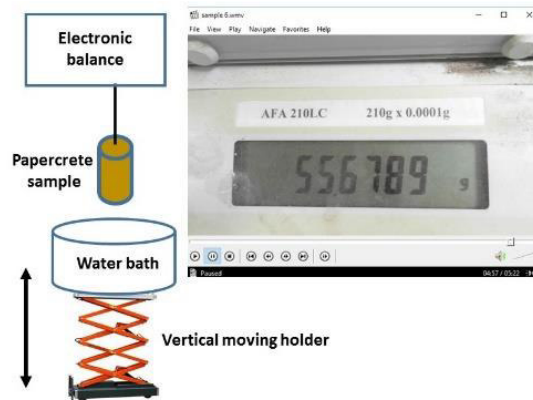 Electronic
balance
Papercrete
sample
Water bath
Vertical moving holder
sample 6.wmv
File View Play Navigate Favorites Help
AFA 210LC 210g x 0.0001g
556789 g
Paused
04:57 / 05:22